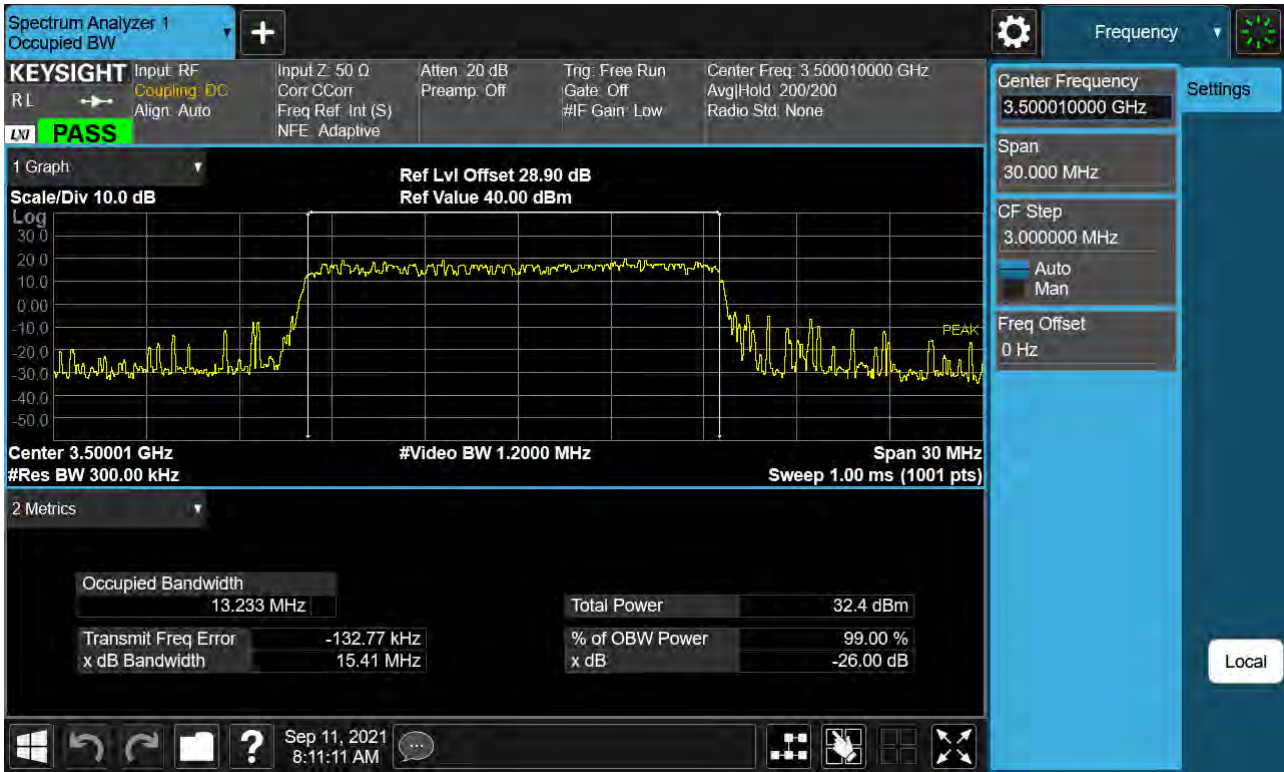 Spectrum Analyzer 1
Occupied BW
+
Frequency
KEYSIGHT
RL
LXI
PASS
Input: RF
Coupling: DC
Align: Auto
Input Z: 50 Ω
Corr CCorr
Freq Ref: Int (S)
NFE: Adaptive
Atten: 20 dB
Preamp: Off
Trig: Free Run
Gate: Off
#IF Gain: Low
Center Freq: 3.500010000 GHz
Avg|Hold: 200/200
Radio Std: None
1 Graph
Scale/Div 10.0 dB
Ref Lvl Offset 28.90 dB
Ref Value 40.00 dBm
Log
30.0
20.0
10.0
0.00
-10.0
-20.0
-30.0
-40.0
-50.0
PEAK
Center 3.50001 GHz
#Video BW 1.2000 MHz
Span 30 MHz
#Res BW 300.00 kHz
Sweep 1.00 ms (1001 pts)
2 Metrics
Occupied Bandwidth
13.233 MHz
Total Power 32.4 dBm
Transmit Freq Error -132.77 kHz
% of OBW Power 99.00 %
x dB Bandwidth 15.41 MHz
x dB -26.00 dB
Center Frequency
3.500010000 GHz
Settings
Span
30.000 MHz
CF Step
3.000000 MHz
Auto
Man
Freq Offset
0 Hz
Local
?
Sep 11, 2021
8:11:11 AM